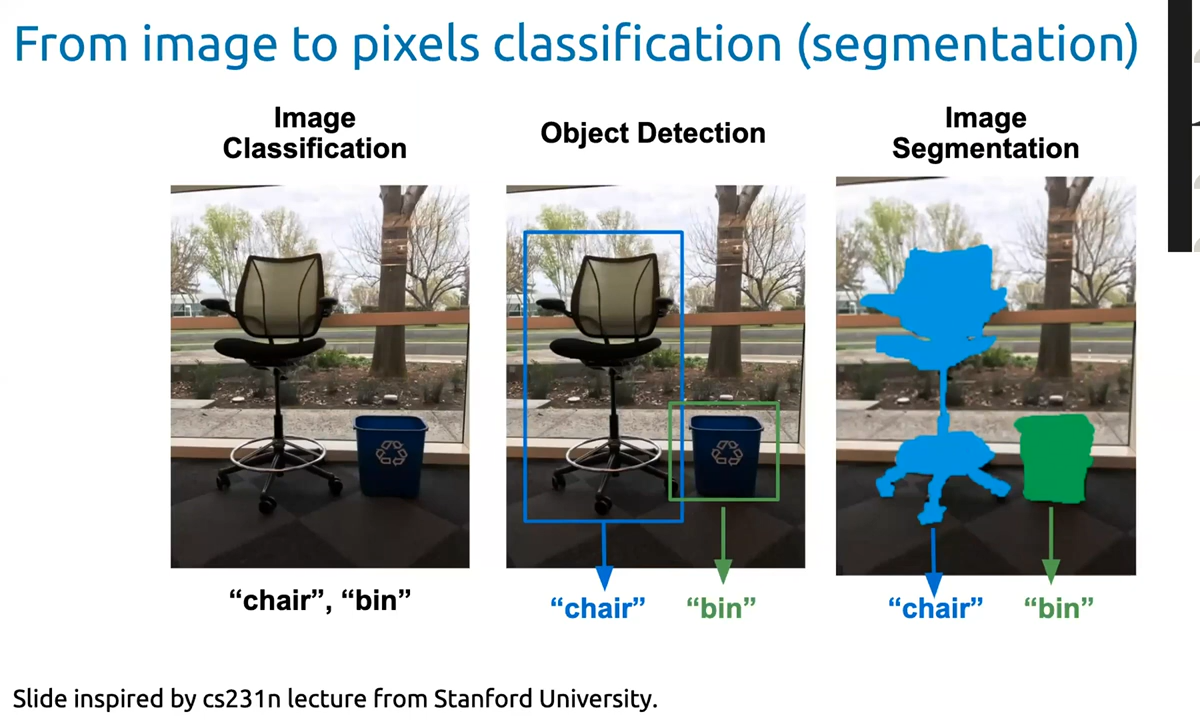 From image to pixels classification (segmentation)
Image
Classification
Object Detection
Image
Segmentation
“chair”, “bin”
“chair”
“bin”
“chair”
“bin”
Slide inspired by cs231n lecture from Stanford University.